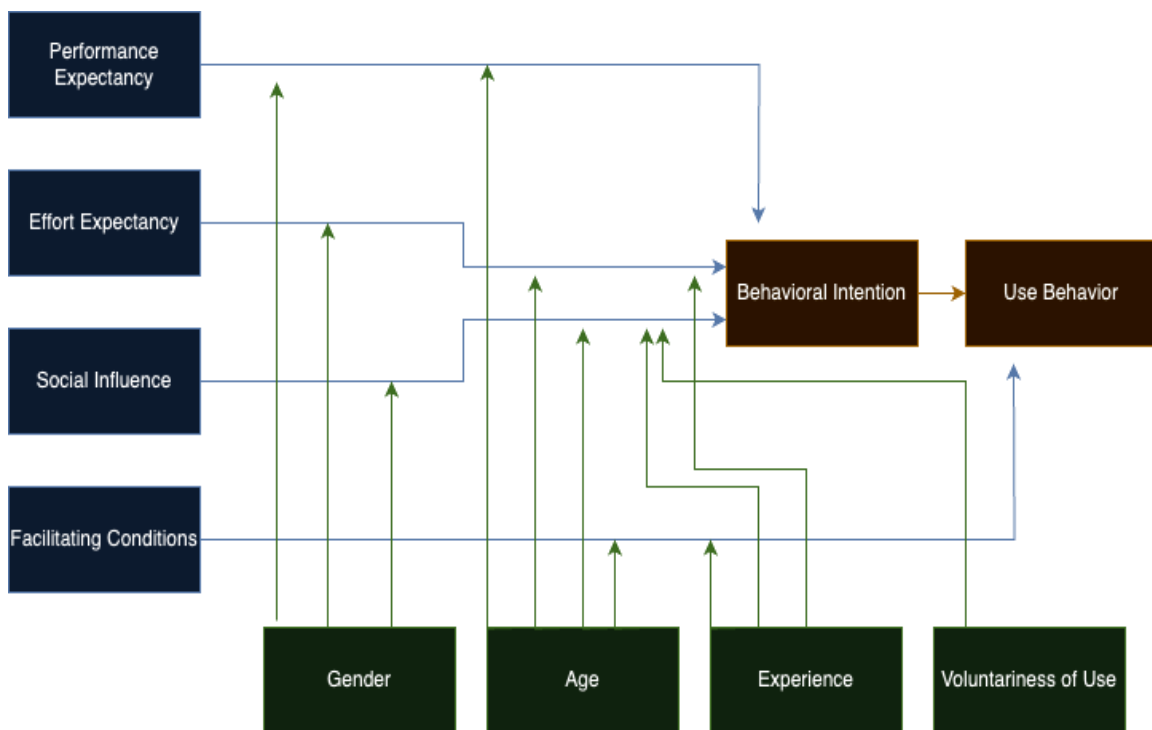 Performance
Expectancy
Effort Expectancy
Behavioral Intention
Use Behavior
Social Influence
Facilitating Conditions
Gender
Age
Experience
Voluntariness of Use